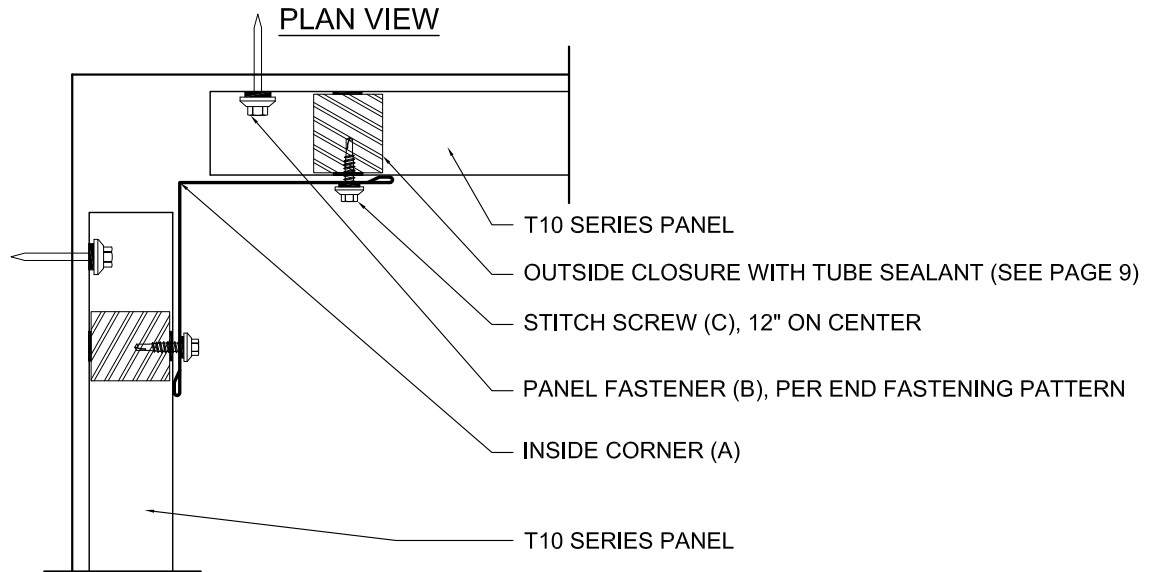 PLAN VIEW
T10 SERIES PANEL
OUTSIDE CLOSURE WITH TUBE SEALANT (SEE PAGE 9)
STITCH SCREW (C), 12" ON CENTER
PANEL FASTENER (B), PER END FASTENING PATTERN
INSIDE CORNER (A)
T10 SERIES PANEL